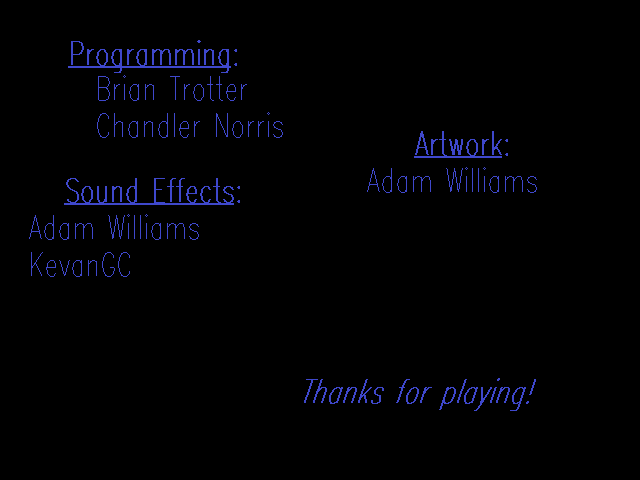 Programming:
Brian Trotter
Chandler Norris
Artwork:
Adam Williams
Sound Effects:
Adam Williams
KevanGC
Thanks for playing!